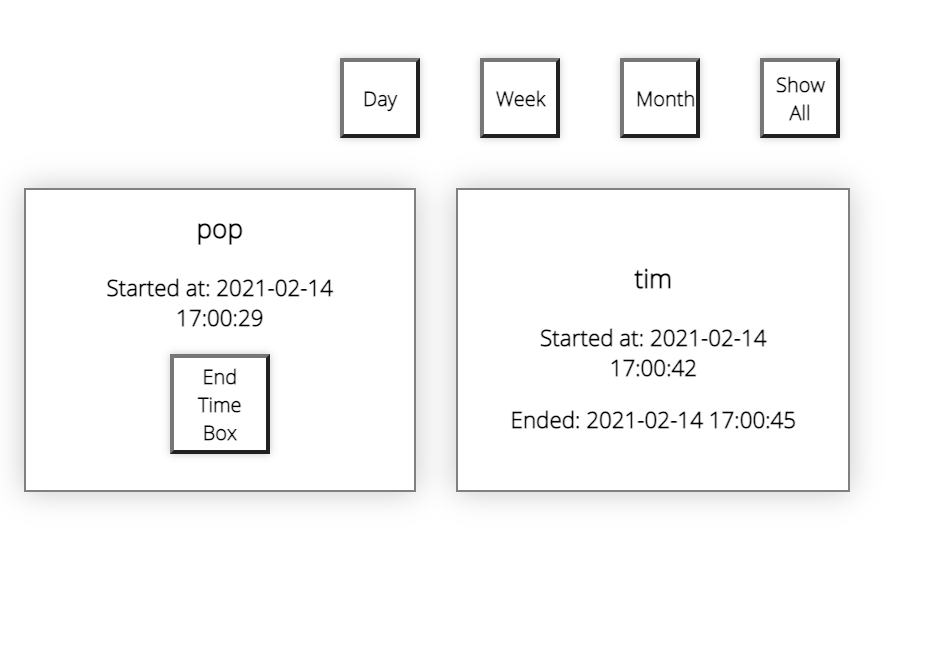 Day
Week
Month
Show
All
pop
Started at: 2021-02-14
17:00:29
End
Time
Box
tim
Started at: 2021-02-14
17:00:42
Ended: 2021-02-14 17:00:45